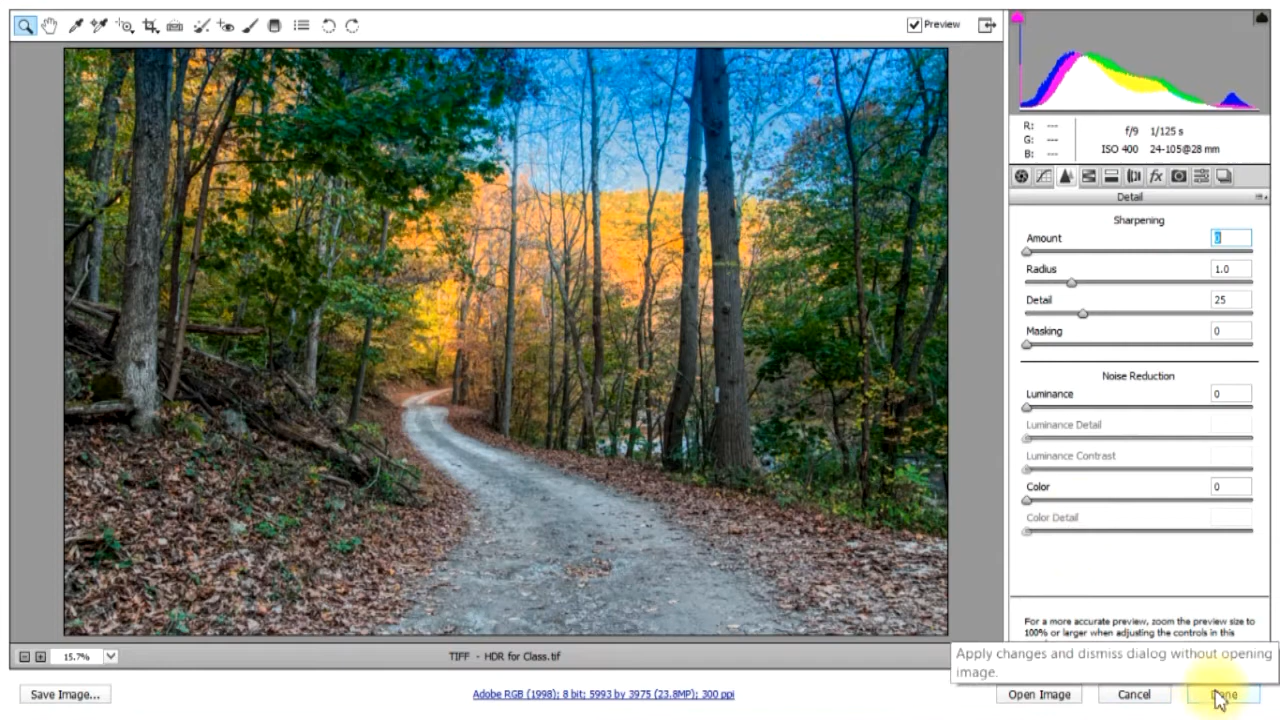 Preview
R: ---
G: ---
B: ---
f/9 1/125 s
ISO 400 24-105@28 mm
fx
Detail
Sharpening
Amount 0
Radius 1.0
Detail 25
Masking 0
Noise Reduction
Luminance 0
Luminance Detail
Luminance Contrast
Color 0
Color Detail
For a more accurate preview, zoom the preview size to
100% or larger when adjusting the controls in this
15.7%
TIFF - HDR for Class.tif
Apply changes and dismiss dialog without opening
image.
Save Image...
Adobe RGB (1998); 8 bit; 5993 by 3975 (23.8MP); 300 ppi
Open Image
Cancel